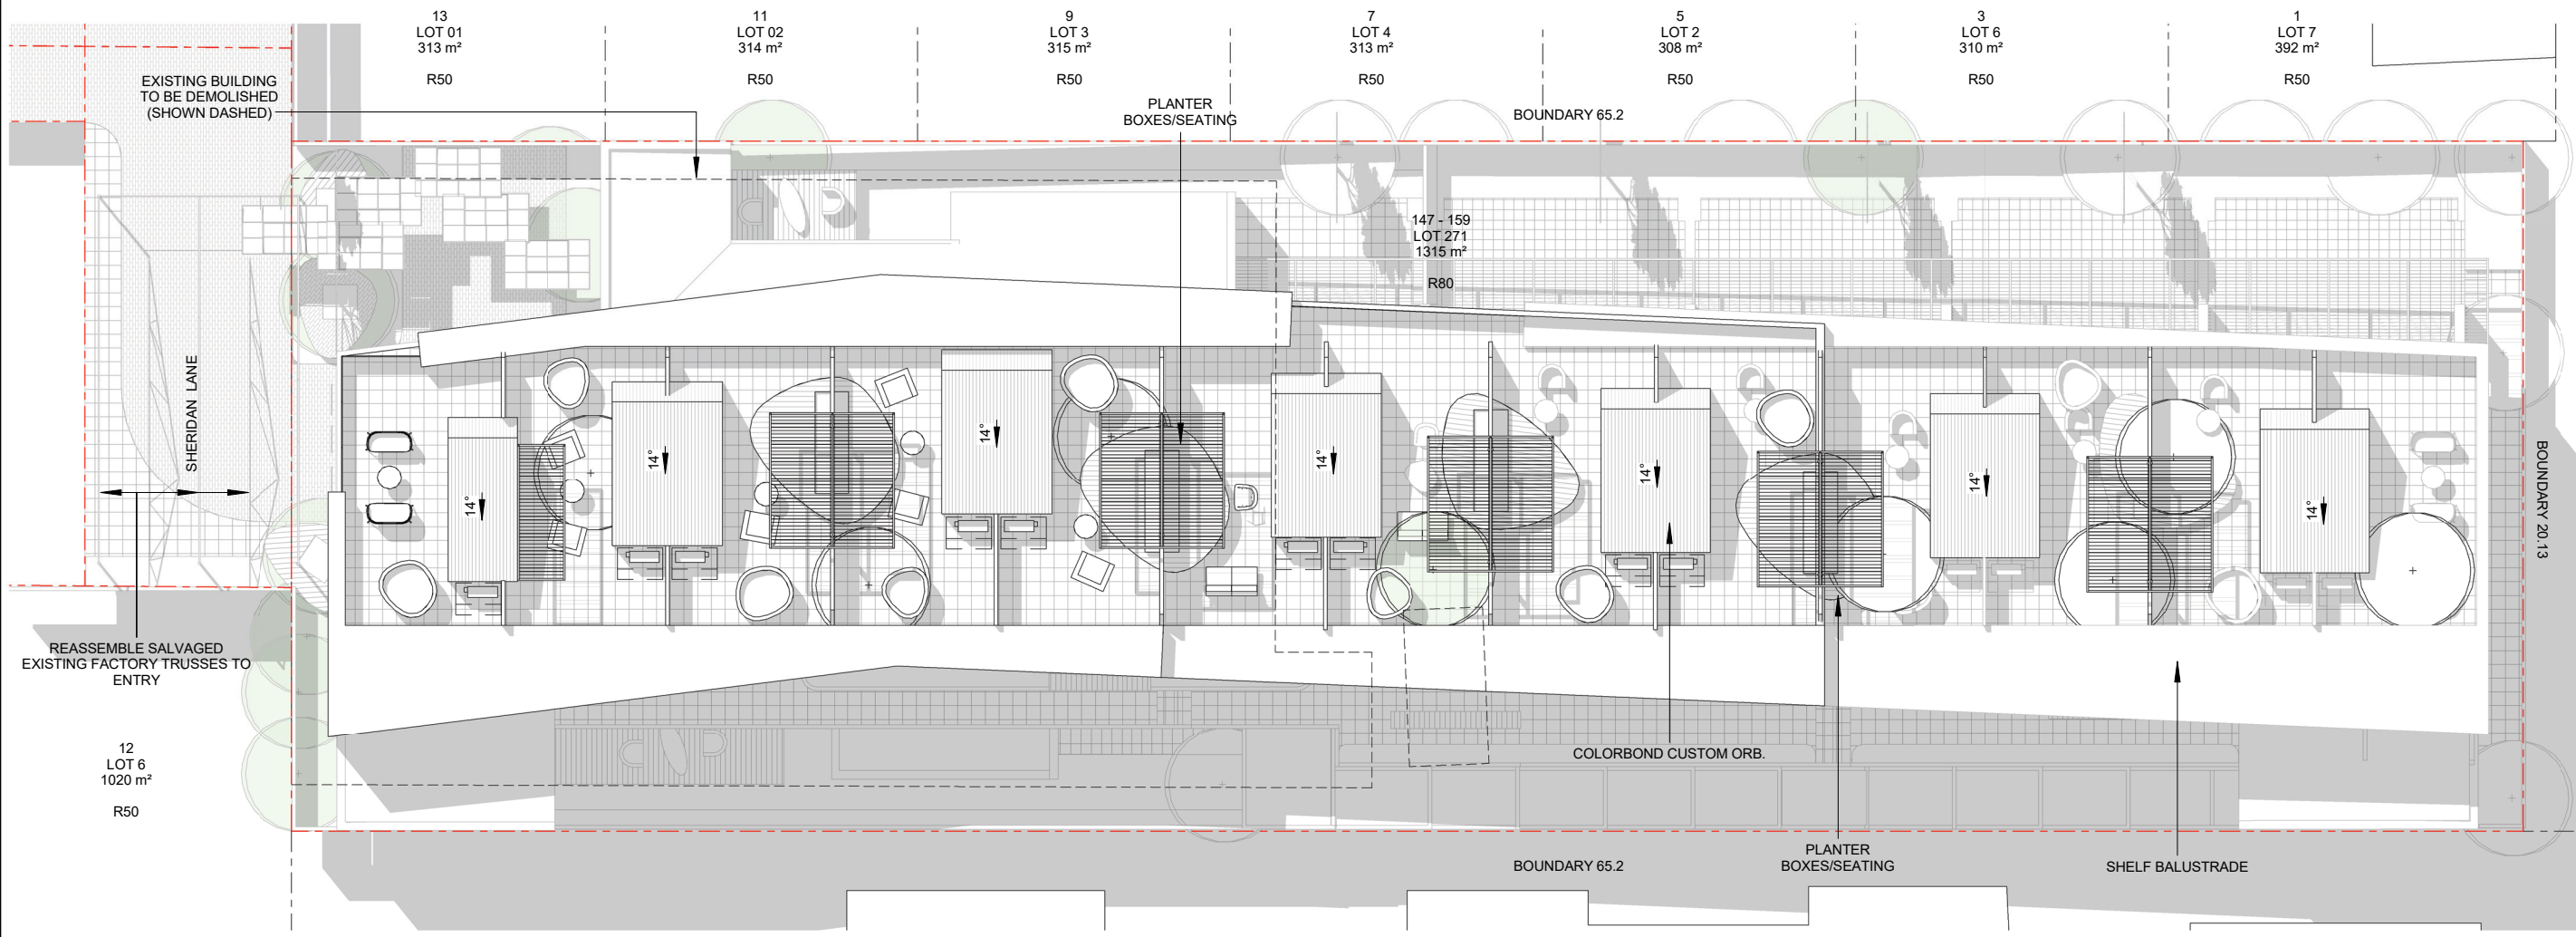 13
LOT 01
313 m²
R50
11
LOT 02
314 m²
R50
9
LOT 3
315 m²
R50
7
LOT 4
313 m²
R50
5
LOT 2
308 m²
R50
3
LOT 6
310 m²
R50
1
LOT 7
392 m²
R50
EXISTING BUILDING
TO BE DEMOLISHED
(SHOWN DASHED)
PLANTER
BOXES/SEATING
BOUNDARY 65.2
147 - 159
LOT 271
1315 m²
R80
SHERIDAN LANE
14°
14°
14°
14°
14°
14°
14°
BOUNDARY 20.13
REASSEMBLE SALVAGED
EXISTING FACTORY TRUSSES TO
ENTRY
12
LOT 6
1020 m²
R50
COLORBOND CUSTOM ORB.
BOUNDARY 65.2
PLANTER
BOXES/SEATING
SHELF BALUSTRADE